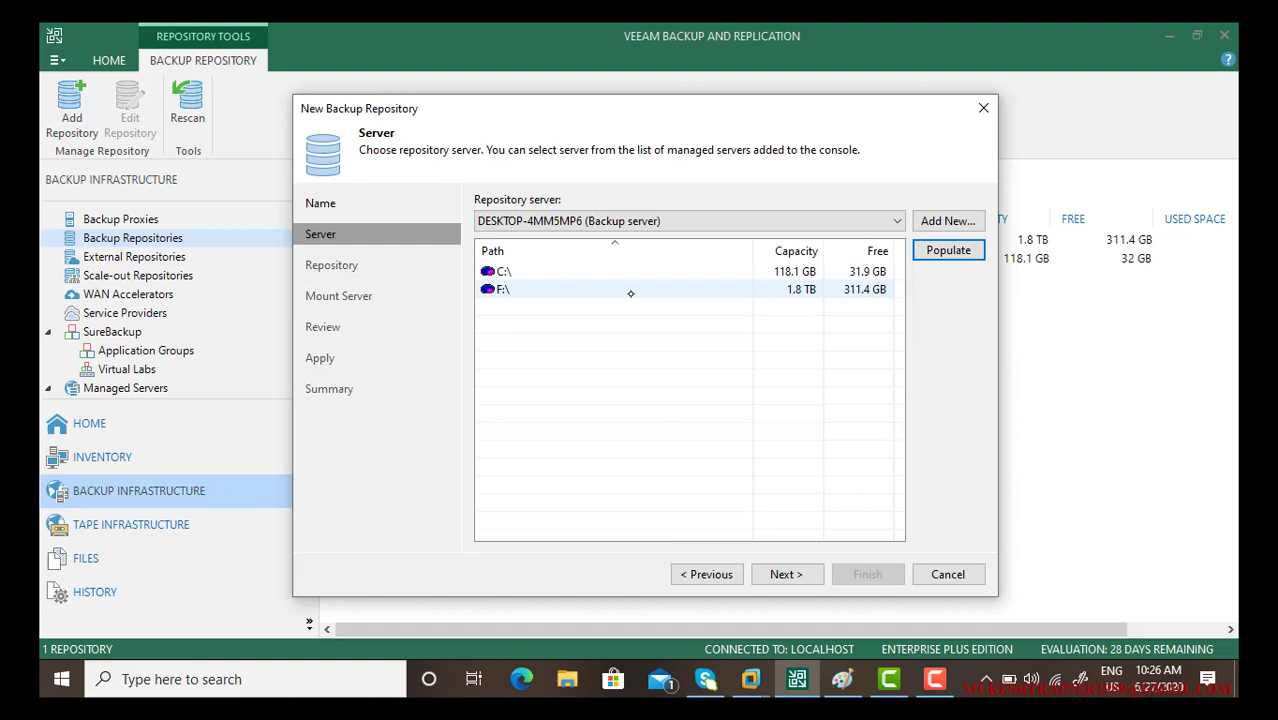 REPOSITORY TOOLS
VEEAM BACKUP AND REPLICATION
HOME
BACKUP REPOSITORY
Add Repository
Edit Repository
Rescan
Manage Repository
Tools
BACKUP INFRASTRUCTURE
Backup Proxies
Backup Repositories
External Repositories
Scale-out Repositories
WAN Accelerators
Service Providers
SureBackup
Application Groups
Virtual Labs
Managed Servers
HOME
INVENTORY
BACKUP INFRASTRUCTURE
TAPE INFRASTRUCTURE
FILES
HISTORY
New Backup Repository
Server
Choose repository server. You can select server from the list of managed servers added to the console.
Name
Server
Repository
Mount Server
Review
Apply
Summary
Repository server:
DESKTOP-4MM5MP6 (Backup server)
Add New...
Populate
Path Capacity Free
C:\ 118.1 GB 31.9 GB
F:\ 1.8 TB 311.4 GB
< Previous
Next >
Finish
Cancel
TY FREE USED SPACE
1.8 TB 311.4 GB
118.1 GB 32 GB
1 REPOSITORY
CONNECTED TO: LOCALHOST
ENTERPRISE PLUS EDITION
EVALUATION: 28 DAYS REMAINING
Type here to search
1
ENG
US
10:26 AM
6/27/2020